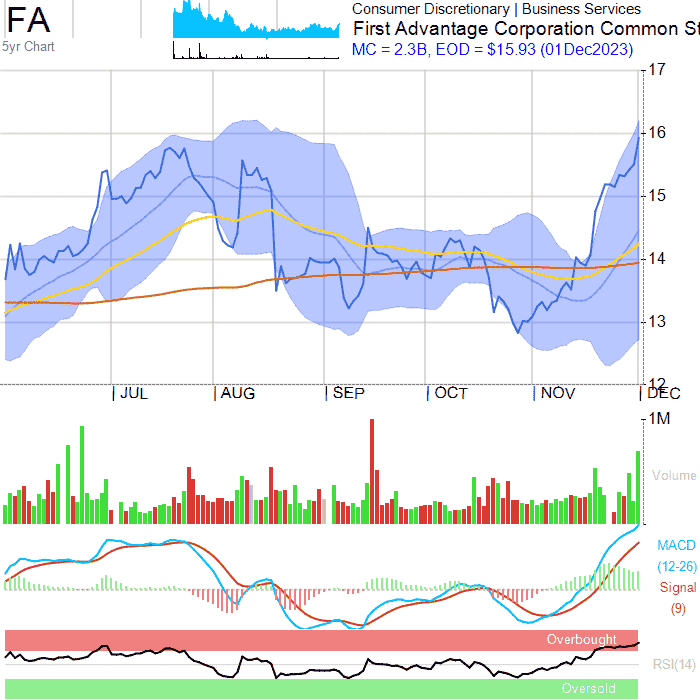 FA
5yr Chart
Consumer Discretionary | Business Services
First Advantage Corporation Common St
MC = 2.3B, EOD = $15.93 (01Dec2023)
17
16
15
14
13
12
JUL AUG SEP OCT NOV DEC
1M
Volume
MACD
(12-26)
Signal
(9)
Overbought
RSI(14)
Oversold